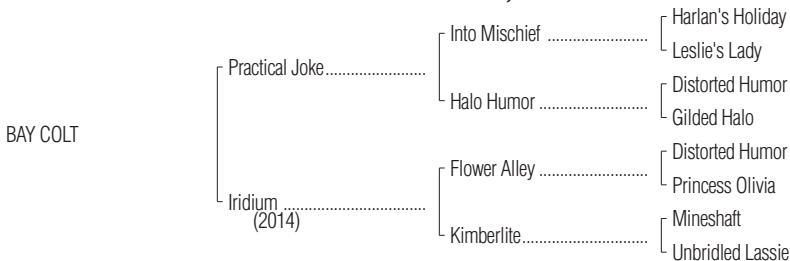 Harlan's Holiday
Into Mischief ........................
Leslie's Lady
Practical Joke........................
Distorted Humor
Halo Humor ........................
Gilded Halo
BAY COLT
Distorted Humor
Flower Alley ........................
Princess Olivia
Iridium ................................
(2014)
Mineshaft
Kimberlite............................
Unbridled Lassie